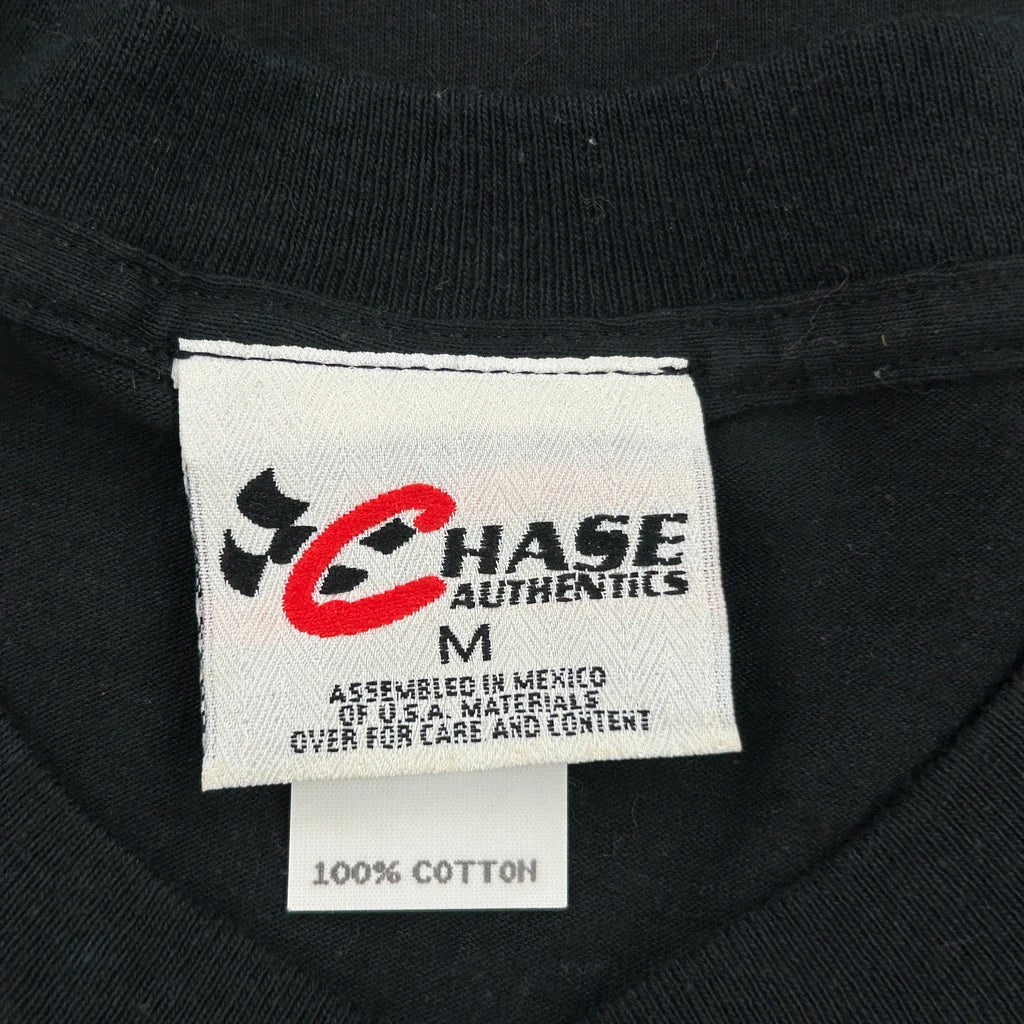 CHASE
AUTHENTICS
M
ASSEMBLED IN MEXICO
OF U.S.A. MATERIALS
OVER FOR CARE AND CONTENT
100% COTTON